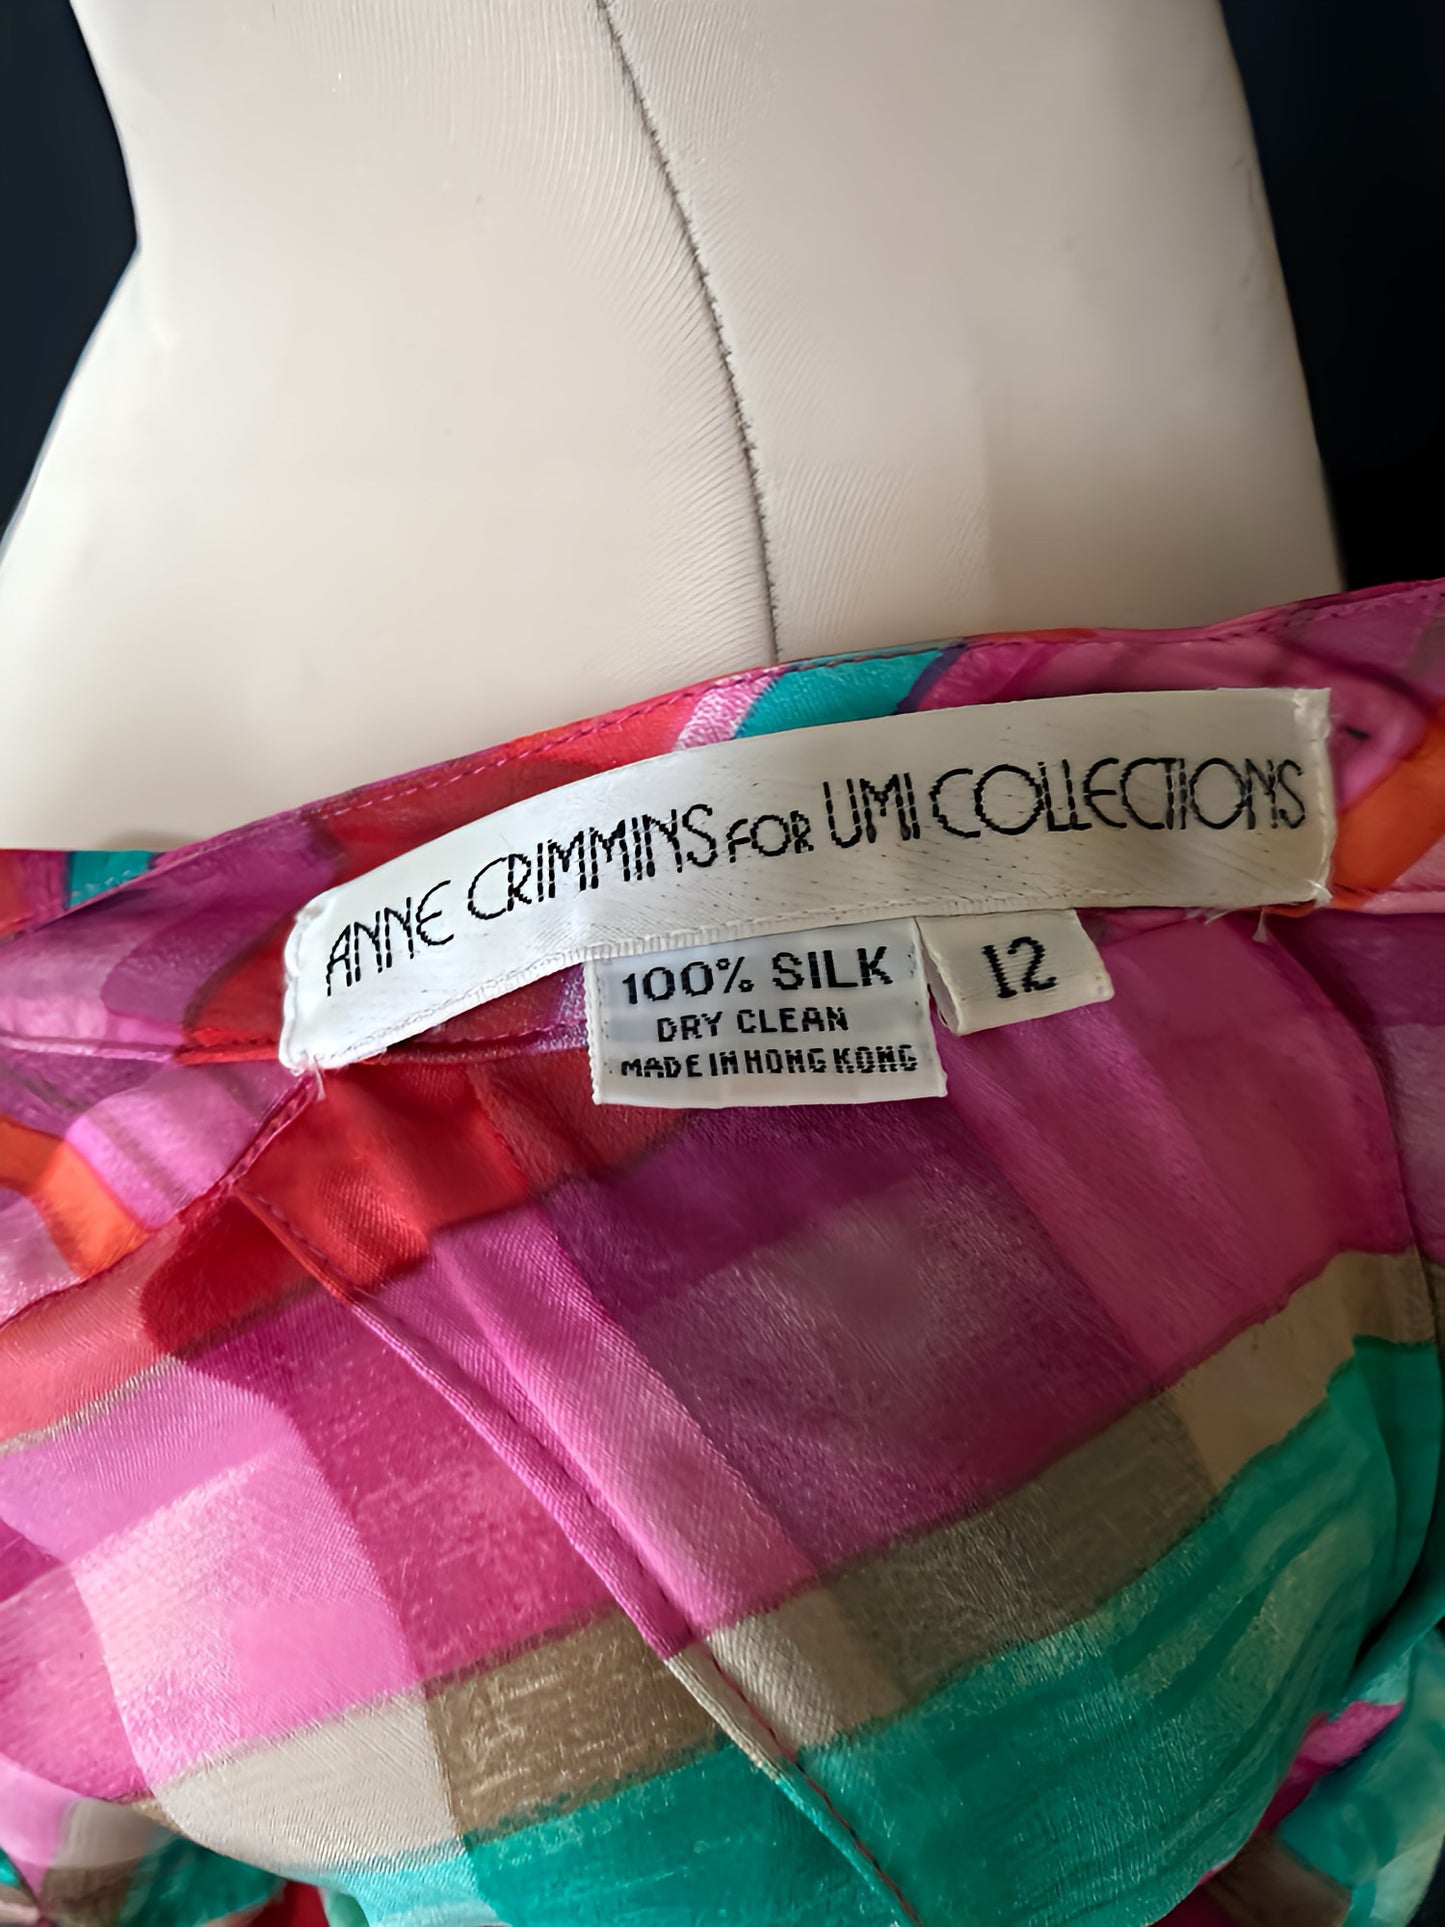 ANNE CRIMMINS FOR UMI COLLECTIONS
100% SILK
DRY CLEAN
MADE IN HONG KONG
12